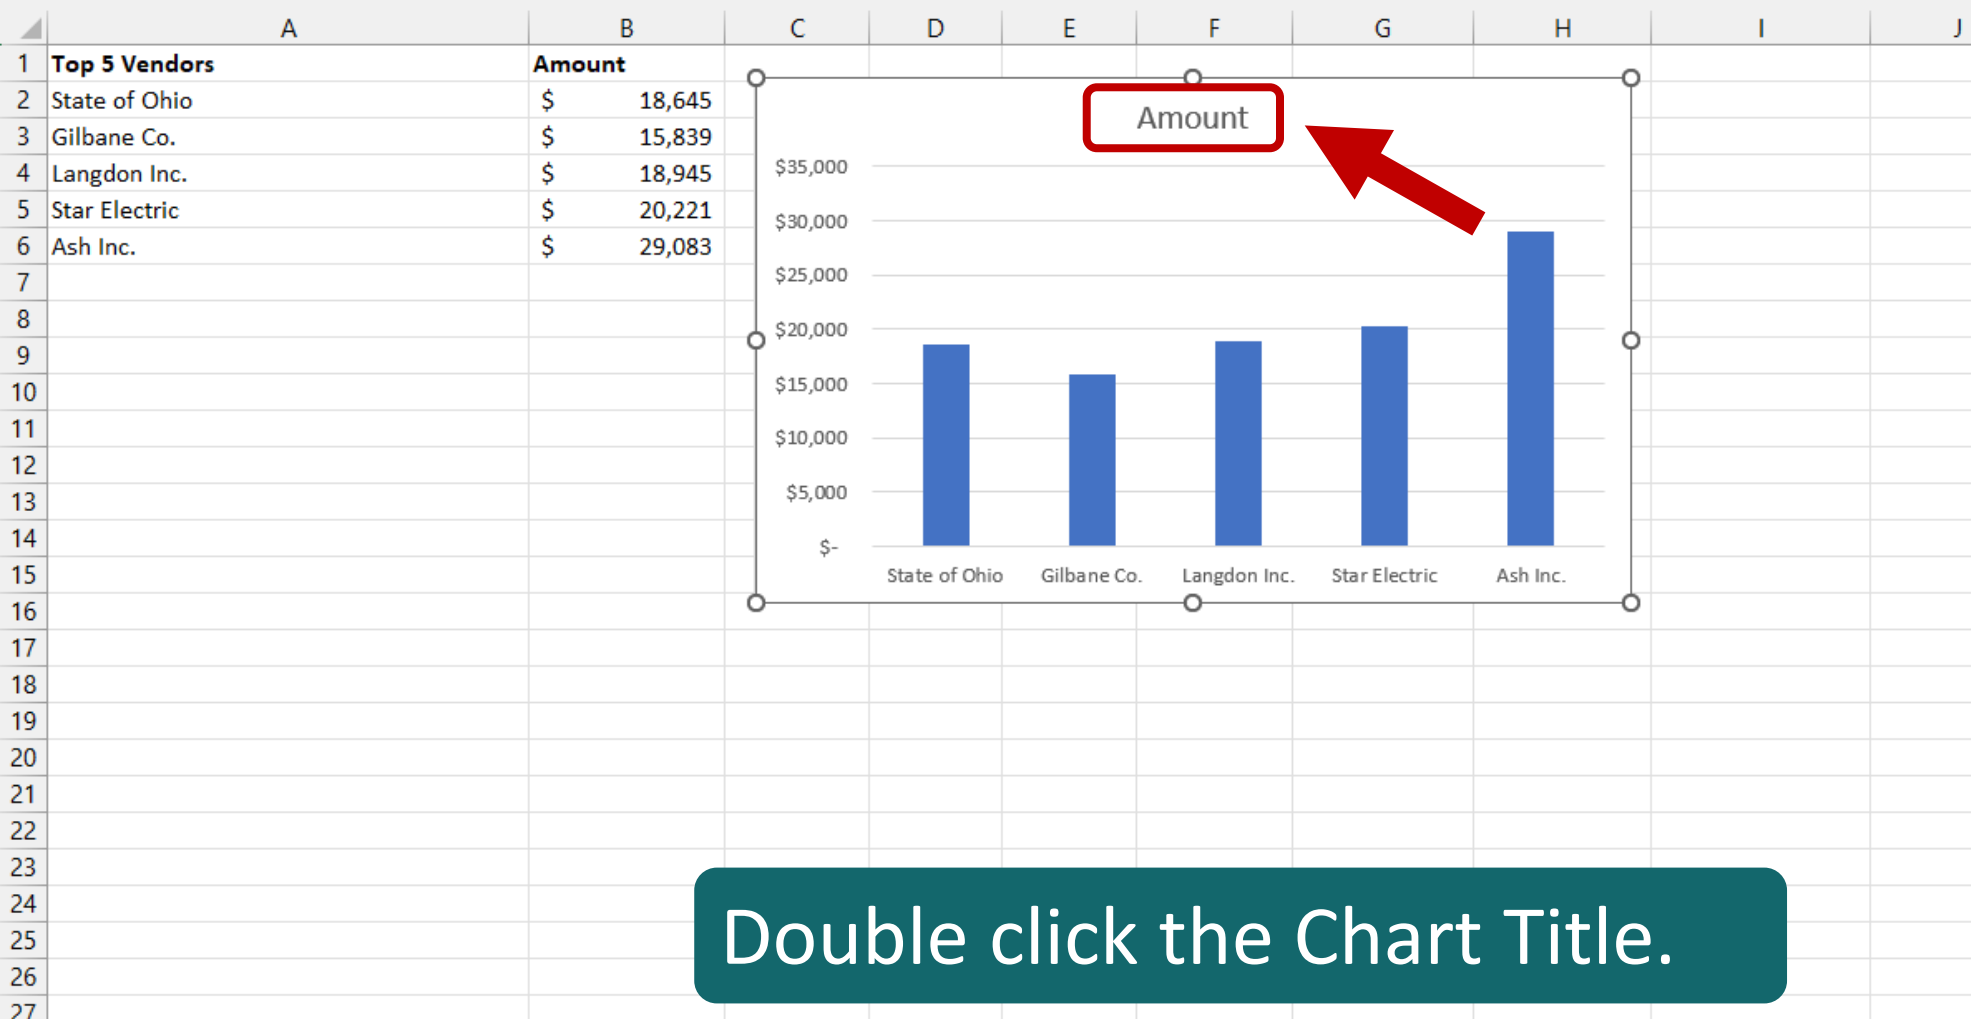 A B C D E F G H I J
1 Top 5 Vendors Amount
2 State of Ohio $ 18,645
3 Gilbane Co. $ 15,839
4 Langdon Inc. $ 18,945
5 Star Electric $ 20,221
6 Ash Inc. $ 29,083
7
8
9
10
11
12
13
14
15
16
17
18
19
20
21
22
23
24
25
26
27
Amount
$35,000
$30,000
$25,000
$20,000
$15,000
$10,000
$5,000
$-
State of Ohio Gilbane Co. Langdon Inc. Star Electric Ash Inc.
Double click the Chart Title.